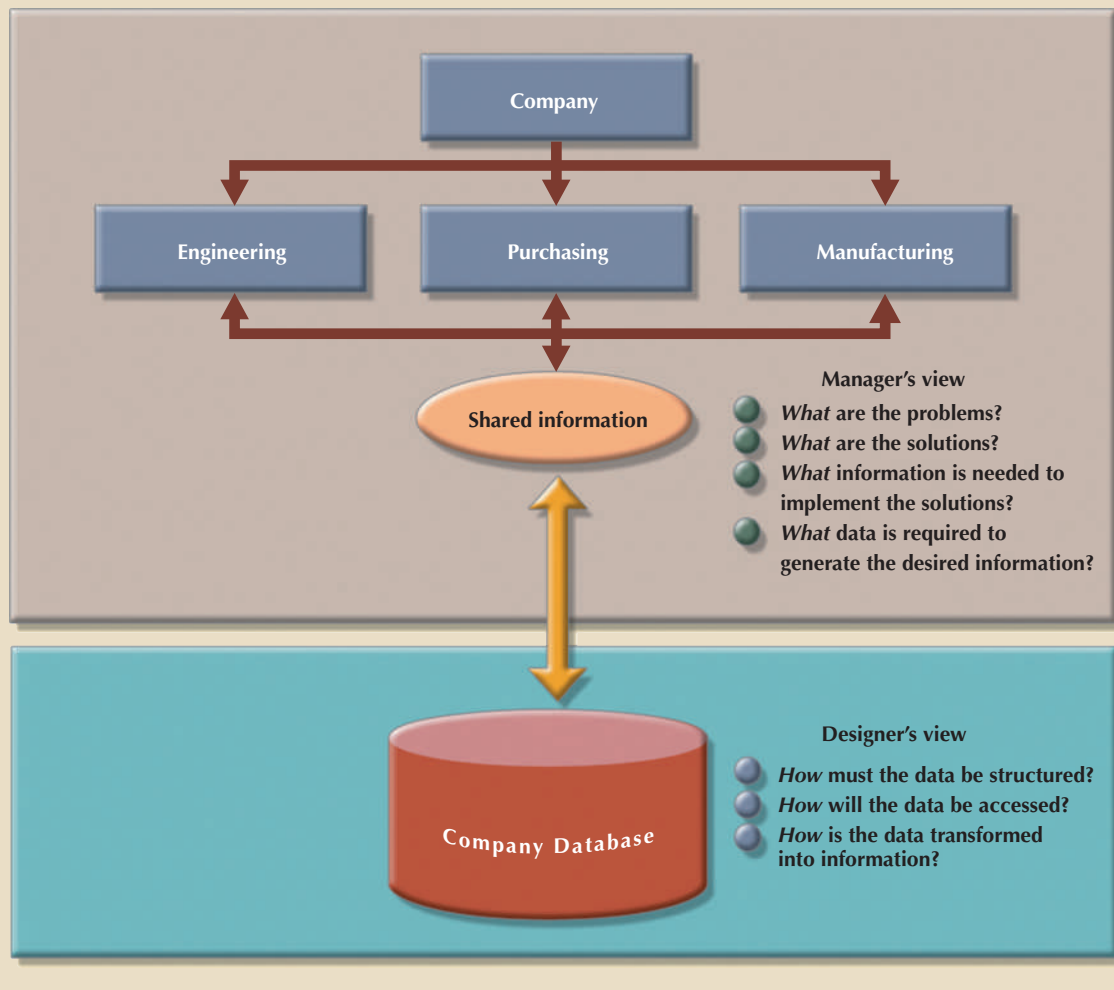 Company
Engineering
Purchasing
Manufacturing
Shared information
Manager's view
What are the problems?
What are the solutions?
What information is needed to
implement the solutions?
What data is required to
generate the desired information?
Designer's view
How must the data be structured?
How will the data be accessed?
How is the data transformed
into information?
Company Database